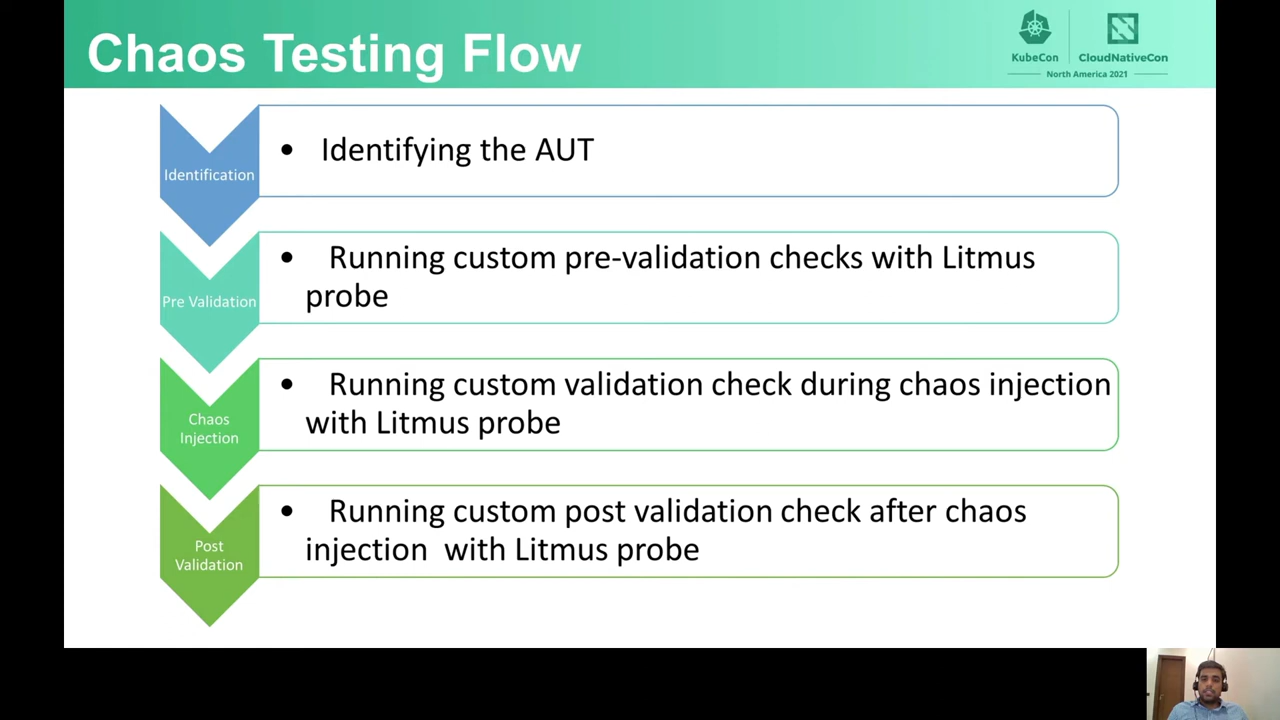 Chaos Testing Flow
KubeCon
CloudNativeCon
North America 2021
Identification
• Identifying the AUT
Pre Validation
• Running custom pre-validation checks with Litmus
probe
Chaos
Injection
• Running custom validation check during chaos injection
with Litmus probe
Post
Validation
• Running custom post validation check after chaos
injection with Litmus probe